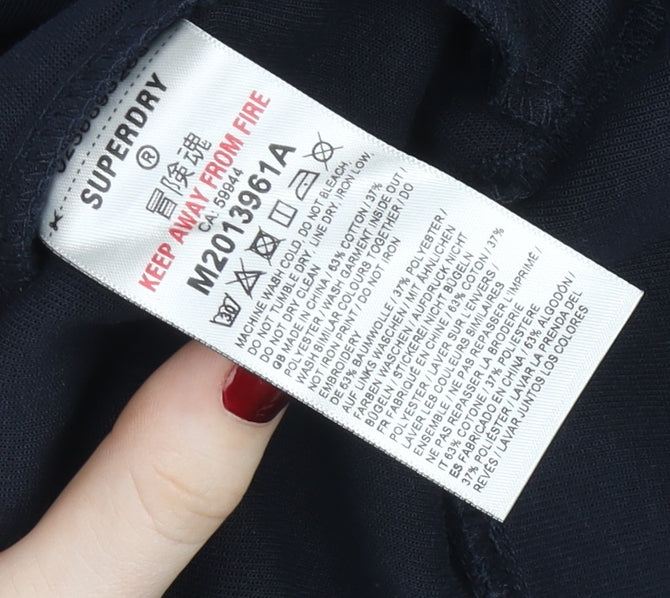 SUPERDRY
®
冒険魂
KEEP AWAY FROM FIRE
CA: 59944
M2013961A
30
MACHINE WASH COLD, DO NOT BLEACH,
DO NOT TUMBLE DRY, LINE DRY, IRON LOW,
DO NOT DRY CLEAN
GB MADE IN CHINA / 63% COTTON / 37%
POLYESTER / WASH GARMENT INSIDE OUT /
WASH SIMILAR COLOURS TOGETHER / DO
NOT IRON PRINT / DO NOT IRON
EMBROIDERY
DE 63% BAUMWOLLE / 37% POLYESTER /
AUF LINKS WASCHEN / MIT ÄHNLICHEN
FARBEN WASCHEN / AUFDRUCK NICHT
BÜGELN / STICKEREI NICHT BÜGELN
FR FABRIQUÉ EN CHINE / 63% COTON / 37%
POLYESTER / LAVER SUR L'ENVERS /
LAVER LES COULEURS SIMILAIRES
ENSEMBLE / NE PAS REPASSER L'IMPRIMÉ /
NE PAS REPASSER LA BRODERIE
IT 63% COTONE / 37% POLIESTERE
ES FABRICADO EN CHINA / 63% ALGODON /
37% POLYESTER / LAVAR LA PRENDA DEL
REVÉS / LAVAR JUNTOS LOS COLORES